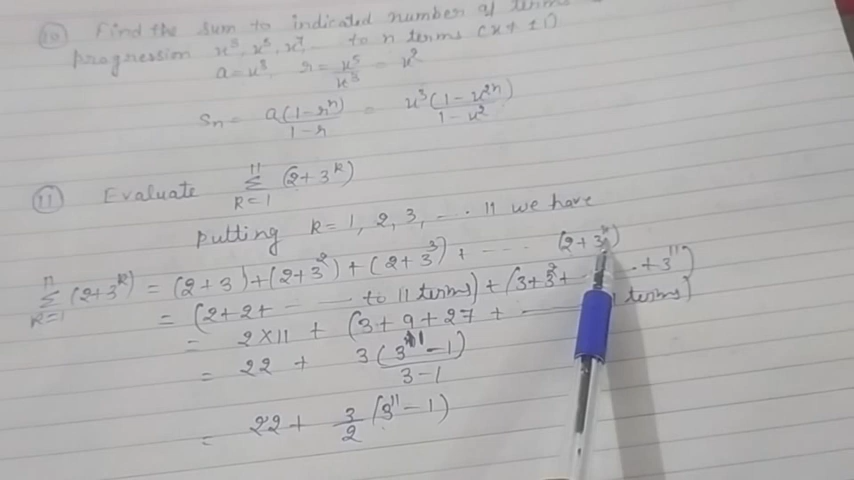 (10) Find the sum to indicated number of terms
progression x³, x⁵, x⁷, ... to n terms (x ≠ ±1)
a = x³, r = x⁵/x³ = x²
Sn = a(1-rⁿ)/1-r = x³(1-x²ⁿ)/1-x²
(11) Evaluate 11 Σ K=1 (2+3ᵏ)
Putting K = 1, 2, 3, .... 11 we have
11 Σ K=1 (2+3ᵏ) = (2+3)+(2+3²)+(2+3³)+ .... (2+3¹¹)
= (2+2+ ...... to 11 terms) + (3+3²+ ... +3¹¹)
= 2×11 + (3+9+27+ terms)
= 22 + 3(3¹¹-1)/3-1
= 22 + 3/2 (3¹¹-1)